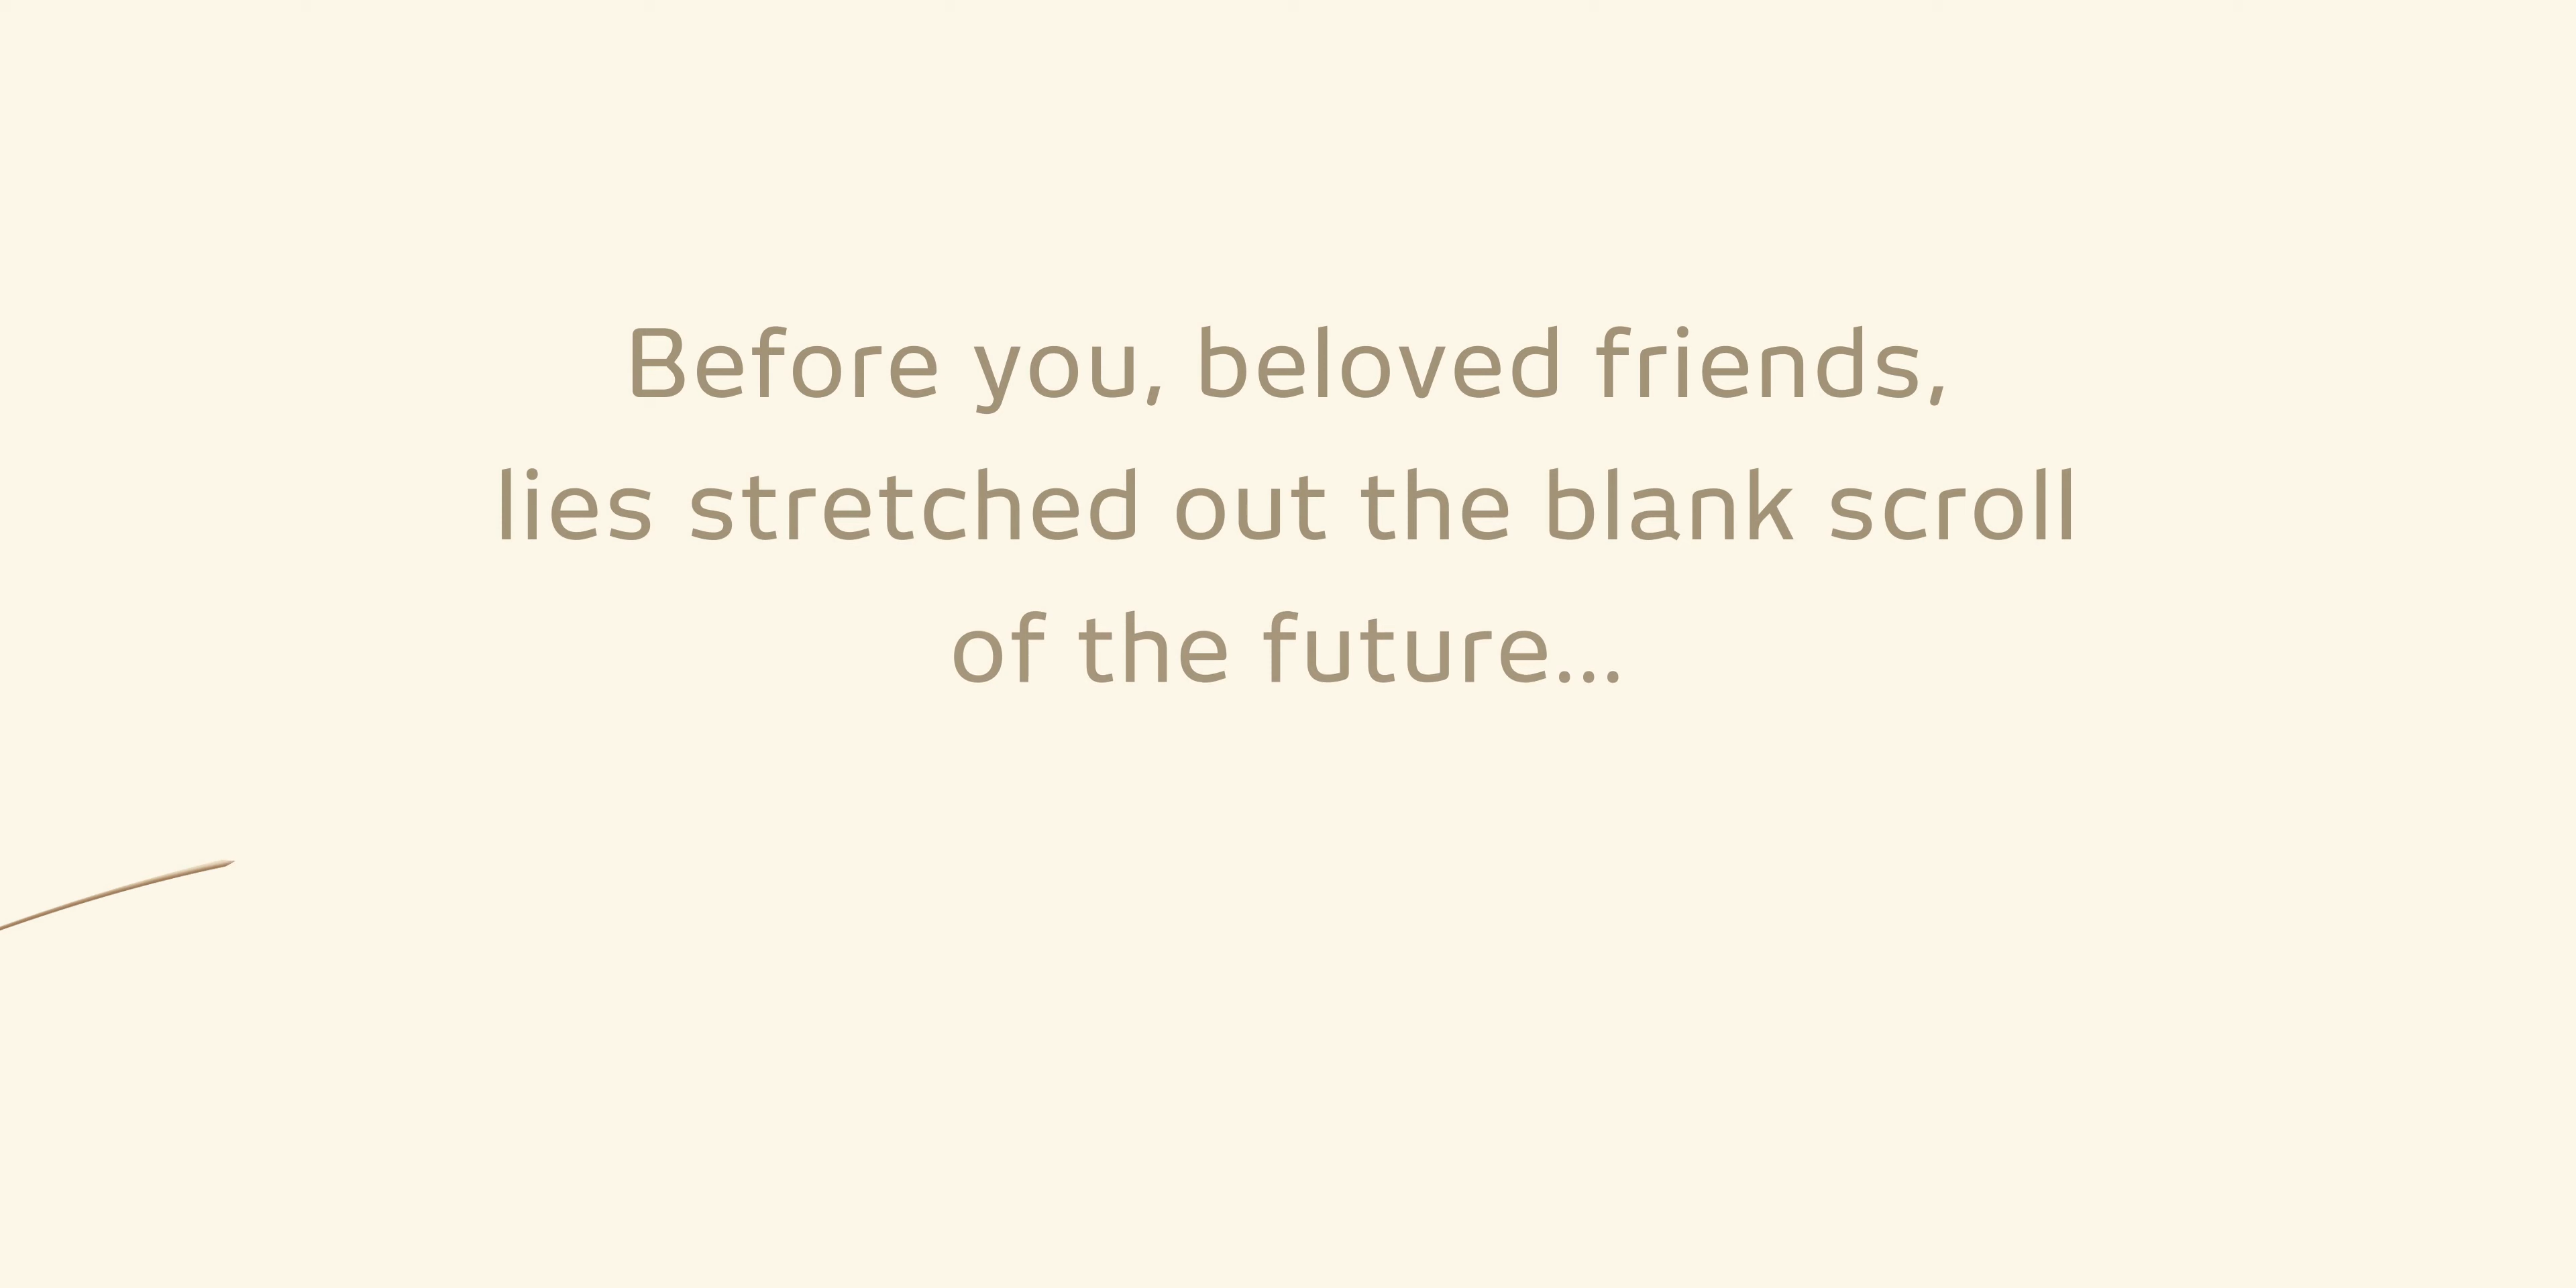 Before you, beloved friends,
lies stretched out the blank scroll
of the future...